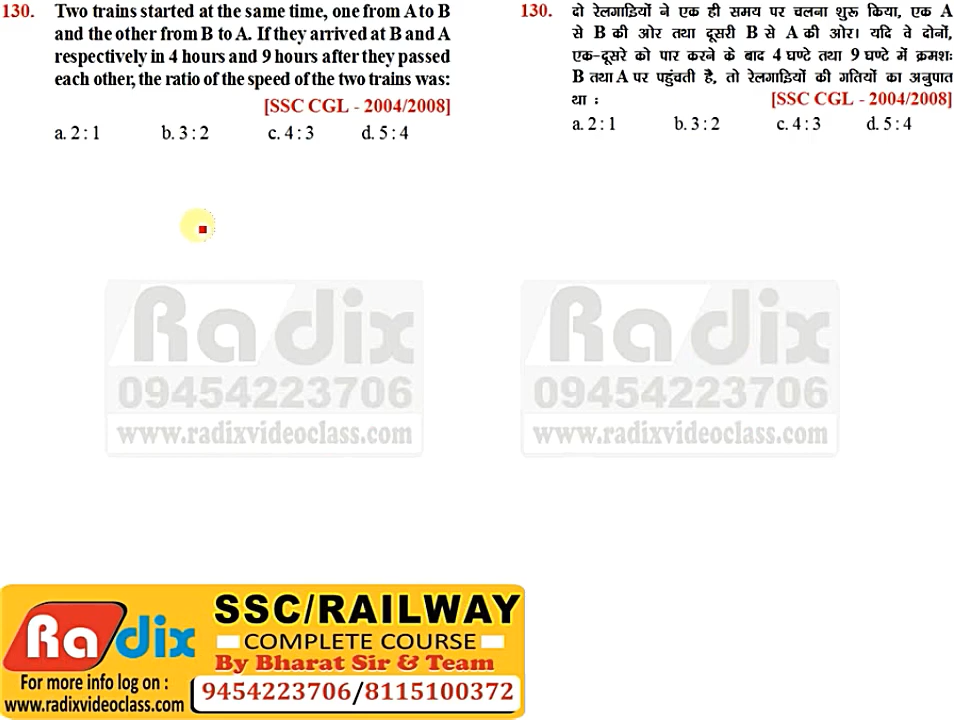 130. Two trains started at the same time, one from A to B
and the other from B to A. If they arrived at B and A
respectively in 4 hours and 9 hours after they passed
each other, the ratio of the speed of the two trains was:
[SSC CGL - 2004/2008]
a. 2 : 1 b. 3 : 2 c. 4 : 3 d. 5 : 4
130. दो रेलगाड़ियों ने एक ही समय पर चलना शुरू किया, एक A
से B की ओर तथा दूसरी B से A की ओर। यदि वे दोनों,
एक-दूसरे को पार करने के बाद 4 घण्टे तथा 9 घण्टे में क्रमशः
B तथा A पर पहुंचती है, तो रेलगाड़ियों की गतियों का अनुपात
था : [SSC CGL - 2004/2008]
a. 2 : 1 b. 3 : 2 c. 4 : 3 d. 5 : 4
Radix
09454223706
www.radixvideoclass.com
Radix
09454223706
www.radixvideoclass.com
Radix
For more info log on :
www.radixvideoclass.com
SSC/RAILWAY
COMPLETE COURSE
By Bharat Sir & Team
9454223706/8115100372